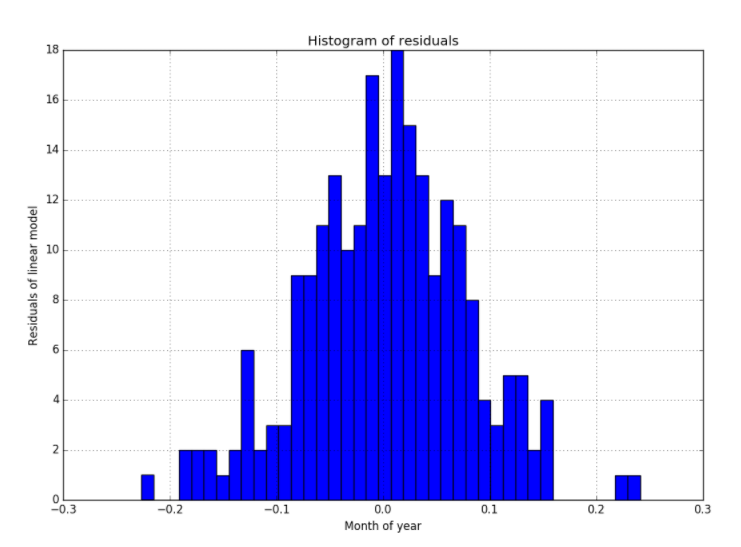 Histogram of residuals
18
16
14
12
10
8
6
4
2
0
Residuals of linear model
−0.3 −0.2 −0.1 0.0 0.1 0.2 0.3
Month of year